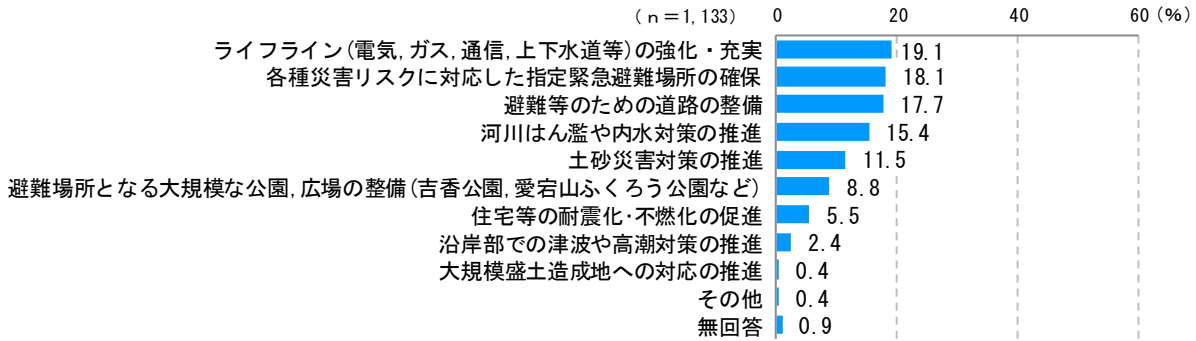 (n=1,133) 0 20 40 60 (%)
ライフライン(電気,ガス,通信,上下水道等)の強化・充実 19.1
各種災害リスクに対応した指定緊急避難場所の確保 18.1
避難等のための道路の整備 17.7
河川はん濫や内水対策の推進 15.4
土砂災害対策の推進 11.5
避難場所となる大規模な公園,広場の整備(吉香公園,愛宕山ふくろう公園など) 8.8
住宅等の耐震化・不燃化の促進 5.5
沿岸部での津波や高潮対策の推進 2.4
大規模盛土造成地への対応の推進 0.4
その他 0.4
無回答 0.9